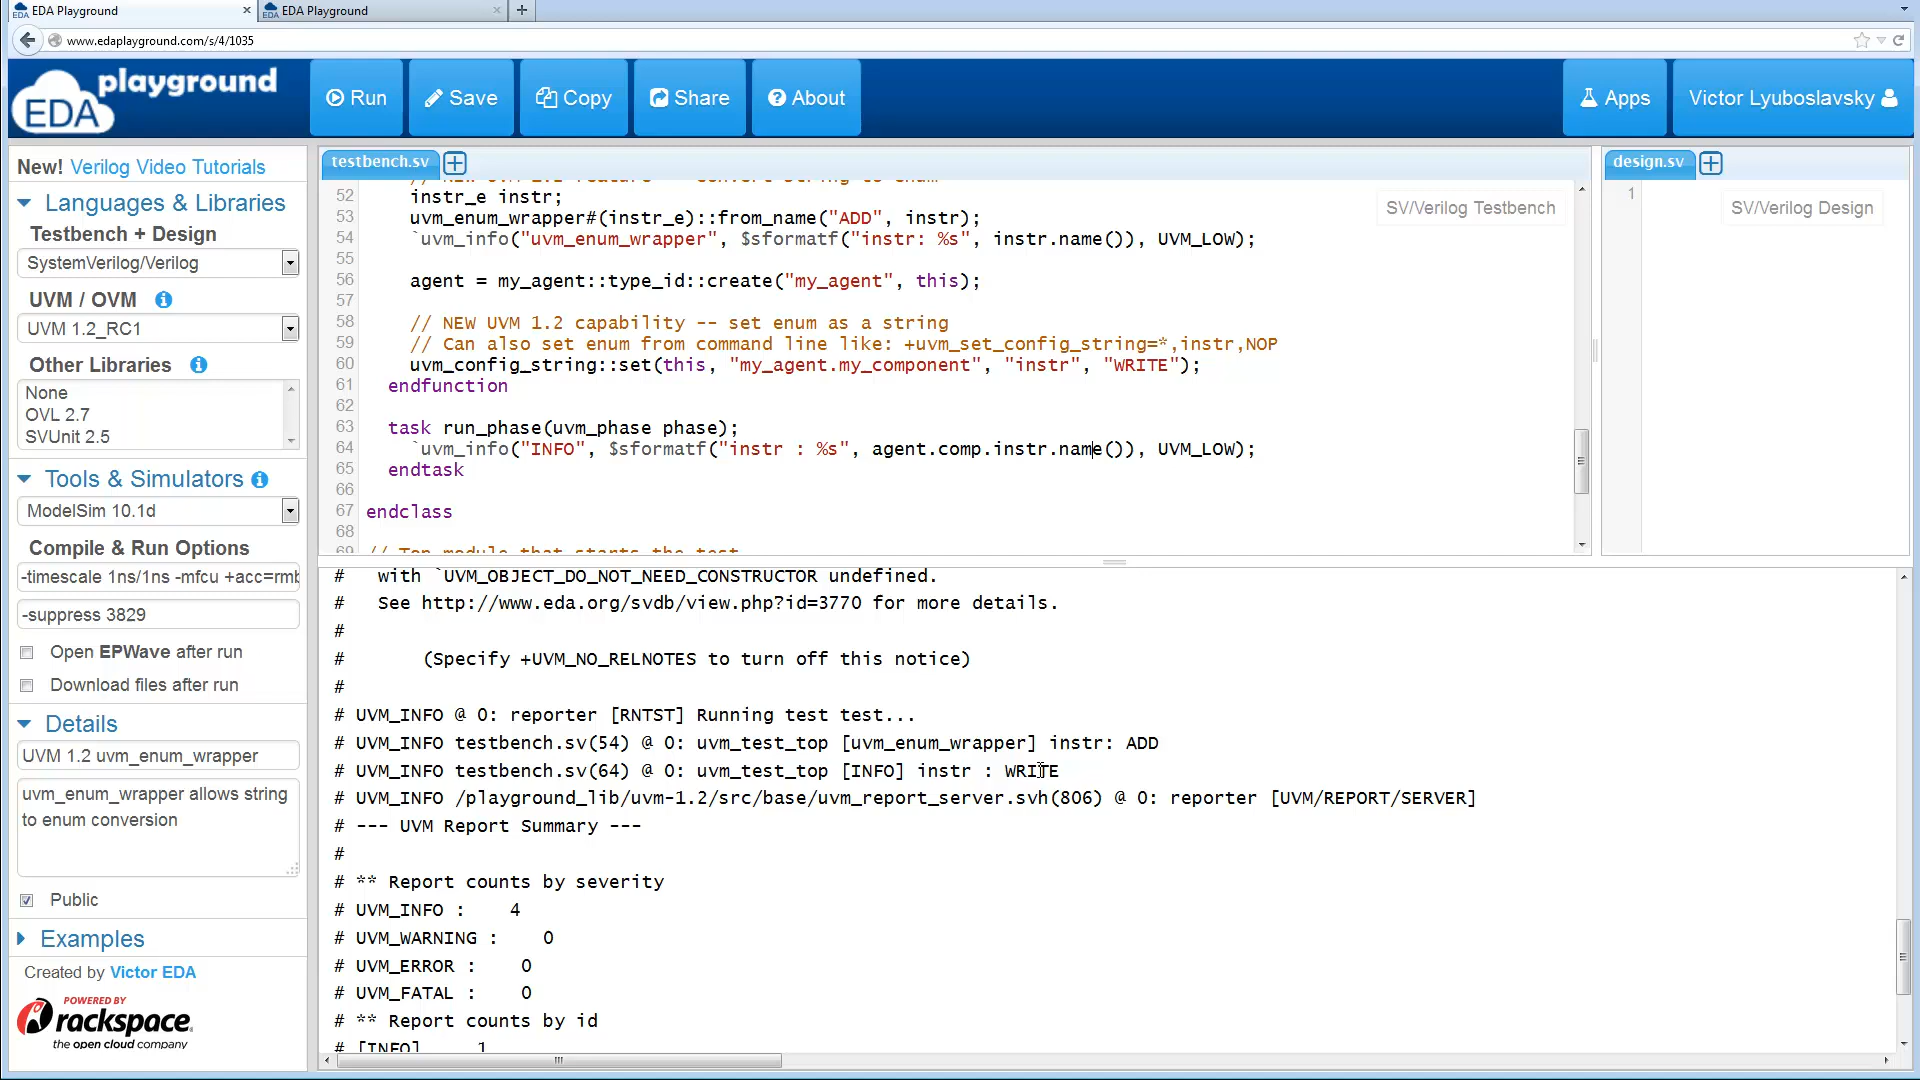 EDA Playground
EDA Playground
www.edaplayground.com/s/4/1035
EDA playground
Run
Save
Copy
Share
About
Apps
Victor Lyuboslavsky
New! Verilog Video Tutorials
Languages & Libraries
Testbench + Design
SystemVerilog/Verilog
UVM / OVM
UVM 1.2_RC1
Other Libraries
None
OVL 2.7
SVUnit 2.5
Tools & Simulators
ModelSim 10.1d
Compile & Run Options
-timescale 1ns/1ns -mfcu +acc=rmb
-suppress 3829
Open EPWave after run
Download files after run
Details
UVM 1.2 uvm_enum_wrapper
uvm_enum_wrapper allows string
to enum conversion
Public
Examples
Created by Victor EDA
POWERED BY
rackspace
the open cloud company
testbench.sv
SV/Verilog Testbench
52 instr_e instr;
53 uvm_enum_wrapper#(instr_e)::from_name("ADD", instr);
54 `uvm_info("uvm_enum_wrapper", $sformatf("instr: %s", instr.name()), UVM_LOW);
55
56 agent = my_agent::type_id::create("my_agent", this);
57
58 // NEW UVM 1.2 capability -- set enum as a string
59 // Can also set enum from command line like: +uvm_set_config_string=*,instr,NOP
60 uvm_config_string::set(this, "my_agent.my_component", "instr", "WRITE");
61 endfunction
62
63 task run_phase(uvm_phase phase);
64 `uvm_info("INFO", $sformatf("instr : %s", agent.comp.instr.name()), UVM_LOW);
65 endtask
66
67 endclass
68
69 // Top module that starts the test
design.sv
1
SV/Verilog Design
# with `UVM_OBJECT_DO_NOT_NEED_CONSTRUCTOR undefined.
# See http://www.eda.org/svdb/view.php?id=3770 for more details.
#
# (Specify +UVM_NO_RELNOTES to turn off this notice)
#
# UVM_INFO @ 0: reporter [RNTST] Running test test...
# UVM_INFO testbench.sv(54) @ 0: uvm_test_top [uvm_enum_wrapper] instr: ADD
# UVM_INFO testbench.sv(64) @ 0: uvm_test_top [INFO] instr : WRITE
# UVM_INFO /playground_lib/uvm-1.2/src/base/uvm_report_server.svh(806) @ 0: reporter [UVM/REPORT/SERVER]
# --- UVM Report Summary ---
#
# ** Report counts by severity
# UVM_INFO : 4
# UVM_WARNING : 0
# UVM_ERROR : 0
# UVM_FATAL : 0
# ** Report counts by id
# [INFO] 1